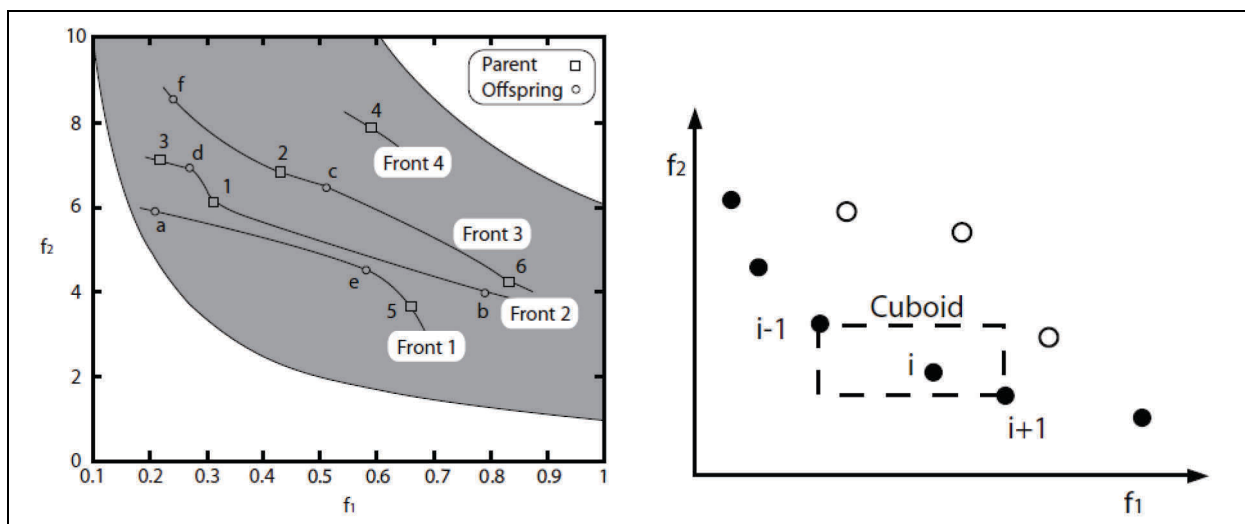 10
8
6
4
2
0
f₂
0.1 0.2 0.3 0.4 0.5 0.6 0.7 0.8 0.9 1
f₁
Parent
Offspring
f
4
3
d
2
c
1
a
e
5
b
6
Front 4
Front 3
Front 2
Front 1
f₂
Cuboid
i-1
i
i+1
f₁